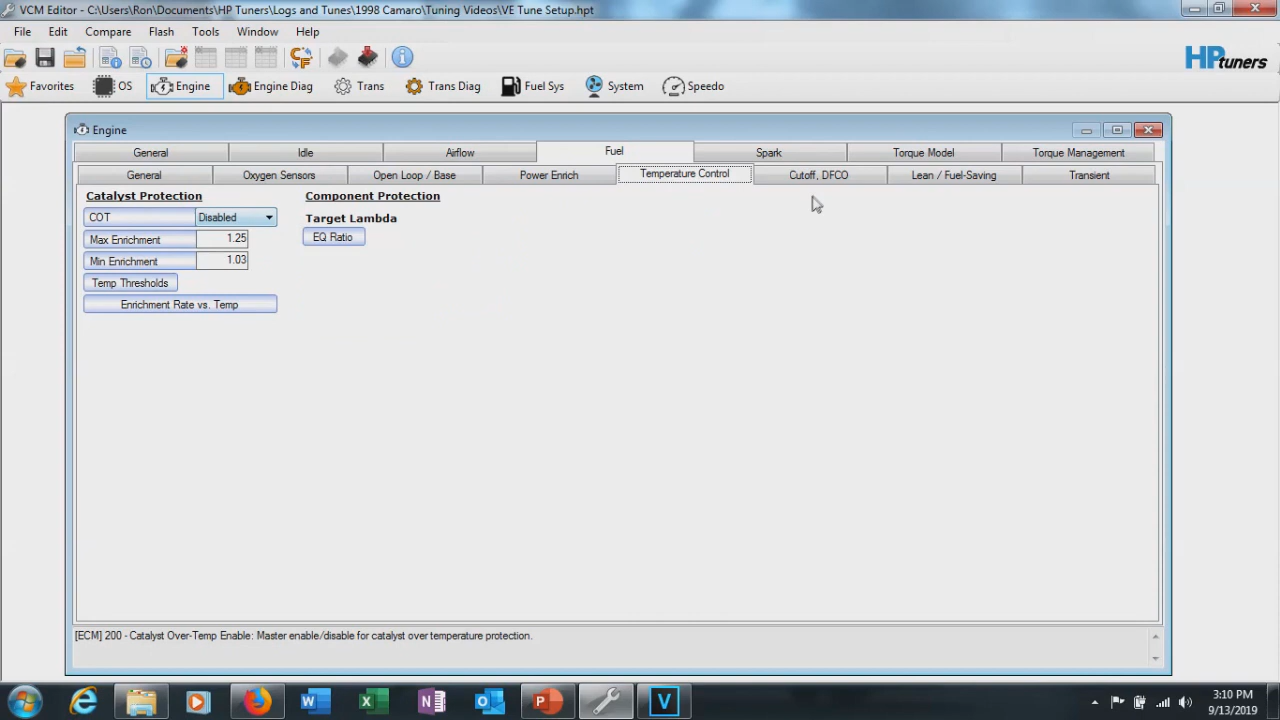 VCM Editor - C:\Users\Ron\Documents\HP Tuners\Logs and Tunes\1998 Camaro\Tuning Videos\VE Tune Setup.hpt
File Edit Compare Flash Tools Window Help
HPtuners
Favorites OS Engine Engine Diag Trans Trans Diag Fuel Sys System Speedo
Engine
General Idle Airflow Fuel Spark Torque Model Torque Management
General Oxygen Sensors Open Loop / Base Power Enrich Temperature Control Cutoff, DFCO Lean / Fuel-Saving Transient
Catalyst Protection Component Protection
COT Disabled Target Lambda
Max Enrichment 1.25 EQ Ratio
Min Enrichment 1.03
Temp Thresholds
Enrichment Rate vs. Temp
[ECM] 200 - Catalyst Over-Temp Enable: Master enable/disable for catalyst over temperature protection.
3:10 PM
9/13/2019